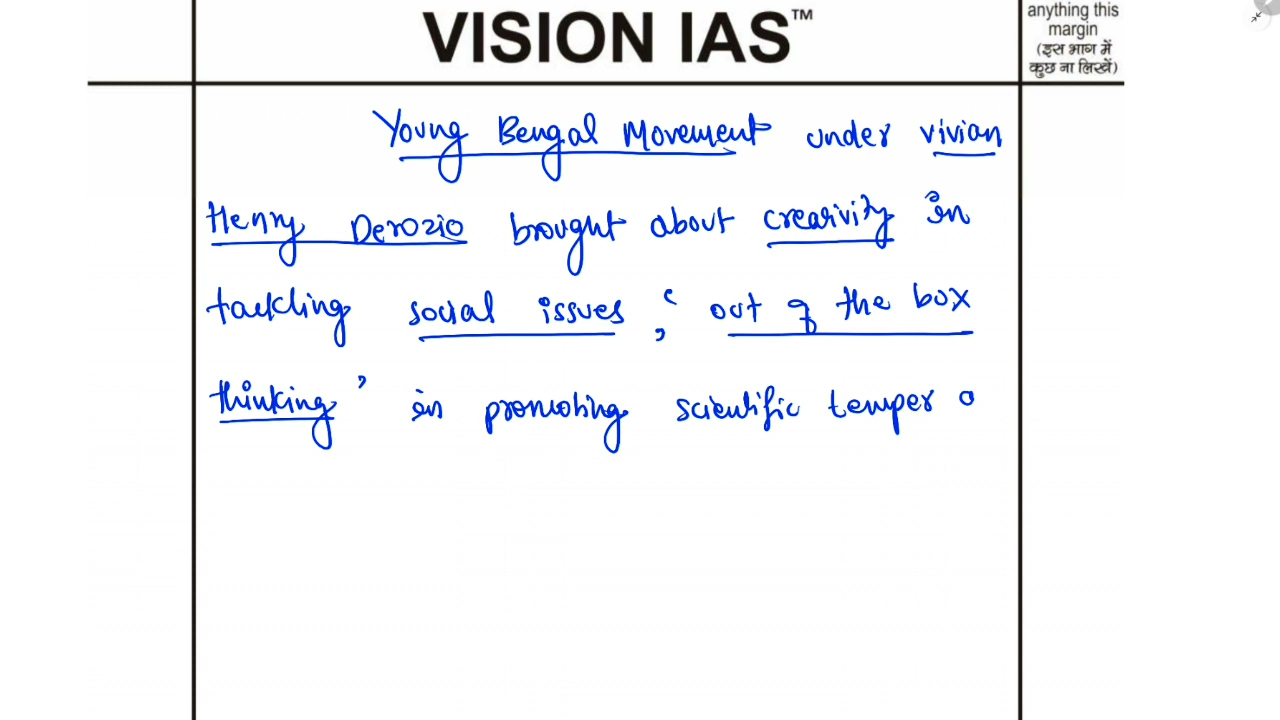 VISION IAS™
anything this
margin
(इस भाग में
कुछ ना लिखें)
Young Bengal Movement under vivian
Henry Derozio brought about creativity in
tackling social issues, ‘out of the box
thinking’ in promoting scientific temper a